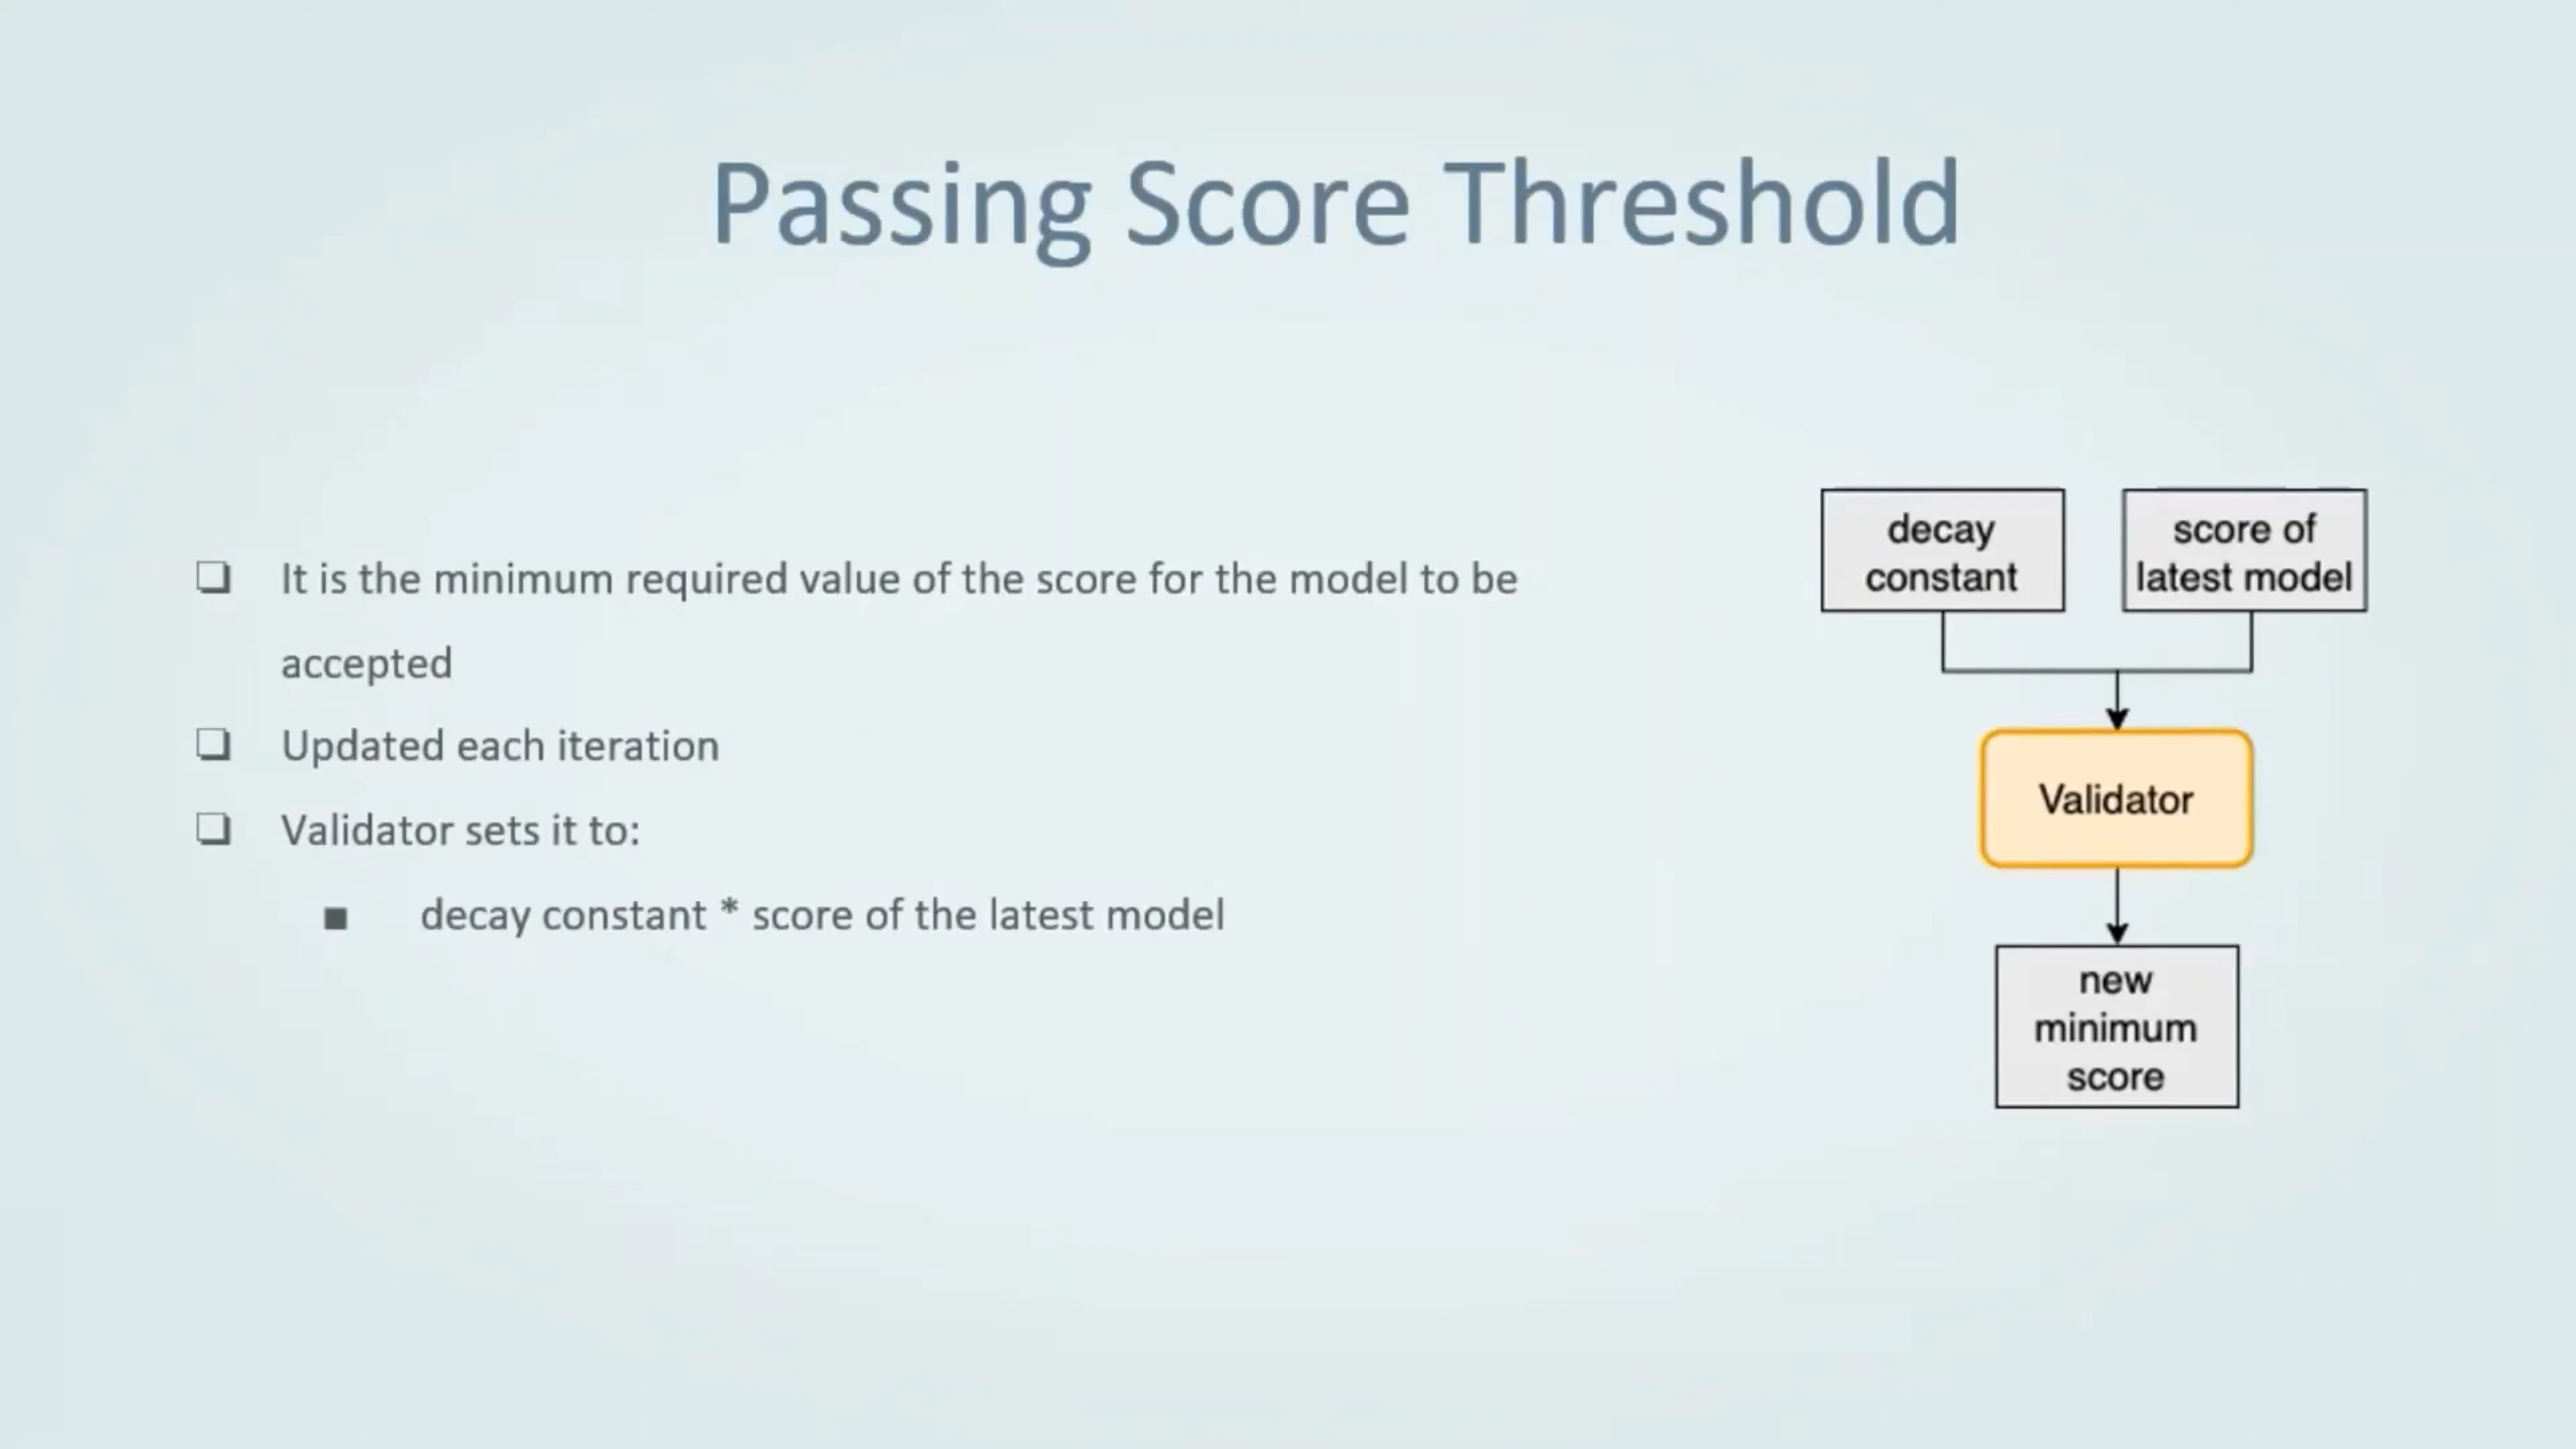 Passing Score Threshold
❏ It is the minimum required value of the score for the model to be
accepted
❏ Updated each iteration
❏ Validator sets it to:
■ decay constant * score of the latest model
decay
constant
score of
latest model
Validator
new
minimum
score